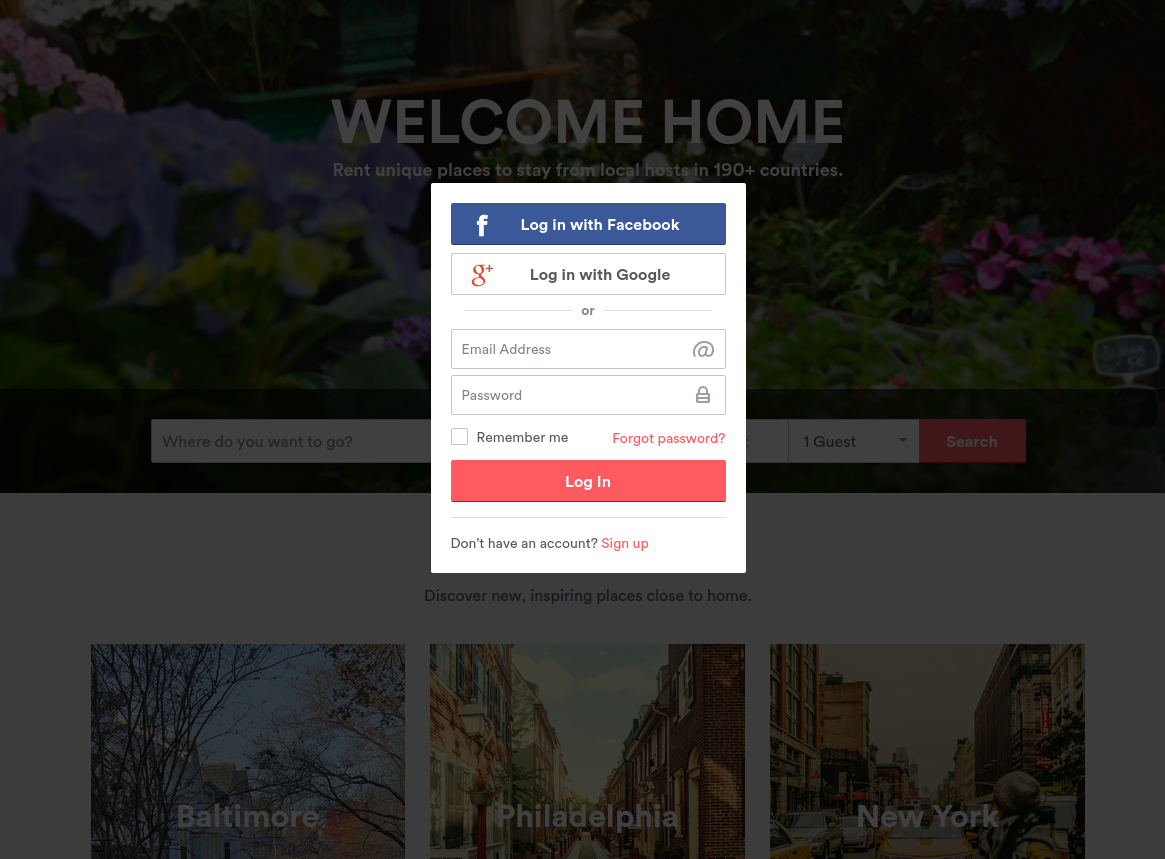 WELCOME HOME
Rent unique places to stay from local hosts in 190+ countries.
f Log in with Facebook
g+ Log in with Google
or
Email Address @
Password
Remember me Forgot password?
Where do you want to go? 1 Guest Search
Log In
Don't have an account? Sign up
Discover new, inspiring places close to home.
Baltimore Philadelphia New York